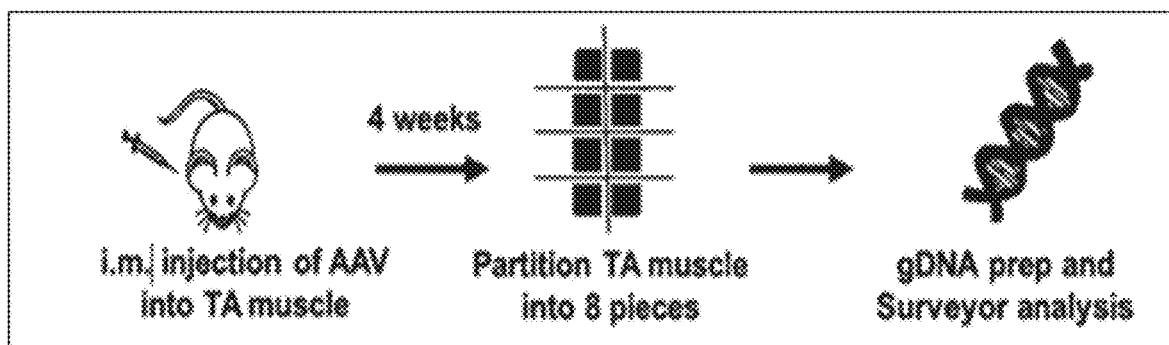 4 weeks
i.m. injection of AAV
into TA muscle
Partition TA muscle
into 8 pieces
gDNA prep and
Surveyor analysis